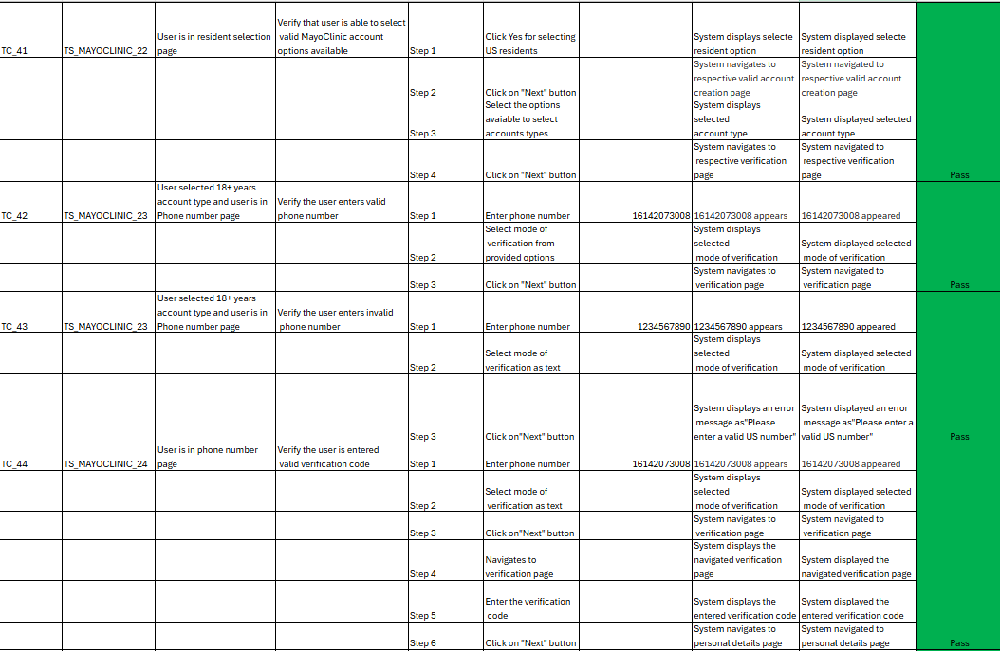 TC_41 TS_MAYOCLINIC_22 User is in resident selection page Verify that user is able to select valid MayoClinic account options available Step 1 Click Yes for selecting US residents System displays selecte resident option System displayed selecte resident option
Step 2 Click on "Next" button System navigates to respective valid account creation page System navigated to respective valid account creation page
Step 3 Select the options avaiable to select accounts types System displays selected account type System displayed selected account type
Step 4 Click on "Next" button System navigates to respective verification page System navigated to respective verification page Pass
TC_42 TS_MAYOCLINIC_23 User selected 18+ years account type and user is in Phone number page Verify the user enters valid phone number Step 1 Enter phone number 16142073008 16142073008 appears 16142073008 appeared
Step 2 Select mode of verification from provided options System displays selected mode of verification System displayed selected mode of verification
Step 3 Click on "Next" button System navigates to verification page System navigated to verification page Pass
TC_43 TS_MAYOCLINIC_23 User selected 18+ years account type and user is in Phone number page Verify the user enters invalid phone number Step 1 Enter phone number 1234567890 1234567890 appears 1234567890 appeared
Step 2 Select mode of verification as text System displays selected mode of verification System displayed selected mode of verification
Step 3 Click on"Next" button System displays an error message as"Please enter a valid US number" System displayed an error message as"Please enter a valid US number" Pass
TC_44 TS_MAYOCLINIC_24 User is in phone number page Verify the user is entered valid verification code Step 1 Enter phone number 16142073008 16142073008 appears 16142073008 appeared
Step 2 Select mode of verification as text System displays selected mode of verification System displayed selected mode of verification
Step 3 Click on"Next" button System navigates to verification page System navigated to verification page
Step 4 Navigates to verification page System displays the navigated verification page System displayed the navigated verification page
Step 5 Enter the verification code System displays the entered verification code System displayed the entered verification code
Step 6 Click on "Next" button System navigates to personal details page System navigated to personal details page Pass